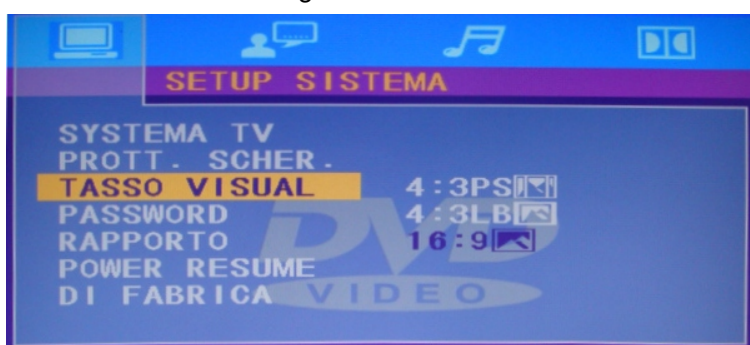 SETUP SISTEMA
SYSTEMA TV
PROTT. SCHER.
TASSO VISUAL 4:3PS
PASSWORD 4:3LB
RAPPORTO 16:9
POWER RESUME
DI FABRICA
DVD
VIDEO